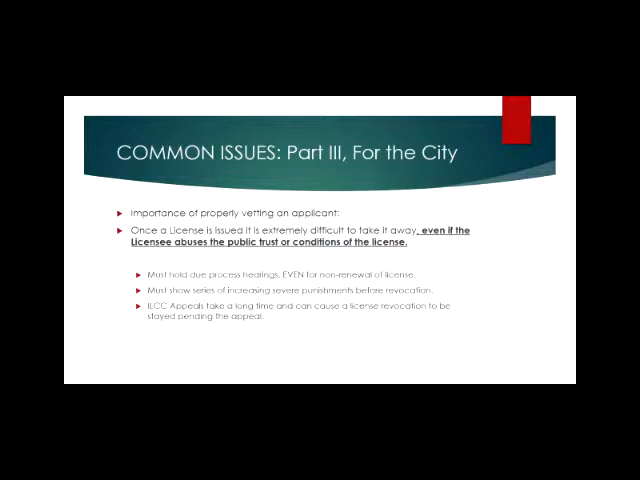 COMMON ISSUES: Part III, For the City
Importance of properly vetting an applicant:
Once a License is issued it is extremely difficult to take it away, even if the
Licensee abuses the public trust or conditions of the license.
Must hold due process hearings, EVEN for non-renewal of license.
Must show series of increasing severe punishments before revocation.
ILCC Appeals take a long time and can cause a license revocation to be
stayed pending the appeal.